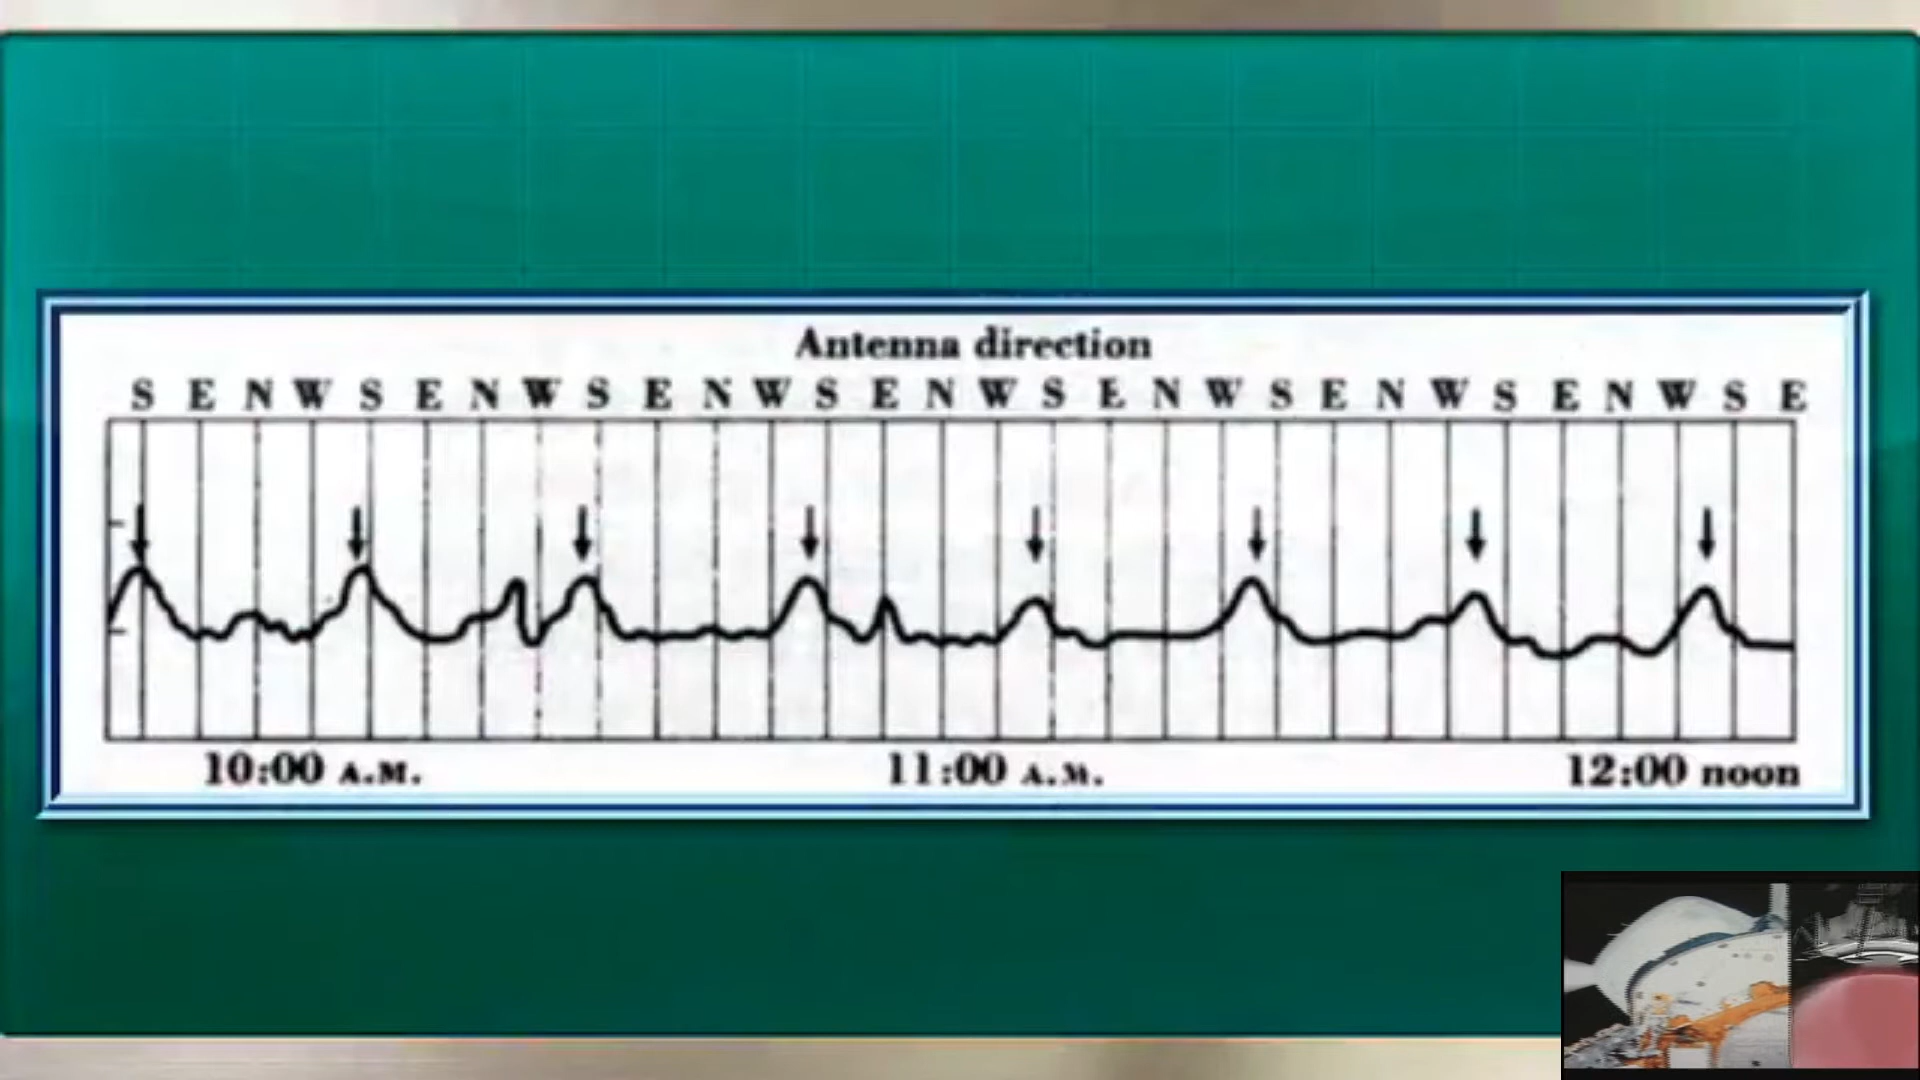 Antenna direction
S E N W S E N W S E N W S E N W S E N W S E N W S E N W S E
10:00 A.M. 11:00 A.M. 12:00 noon